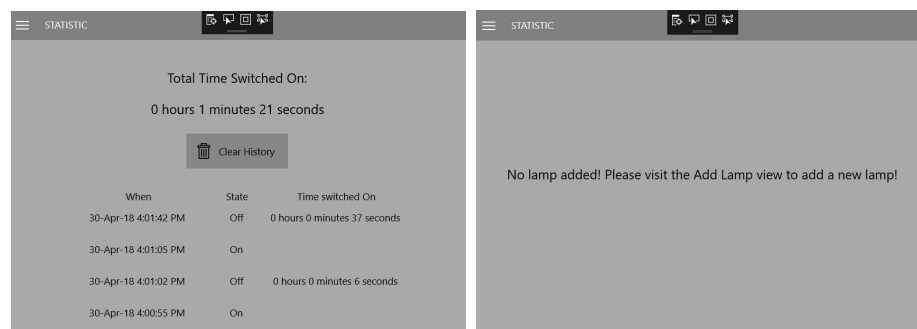 STATISTIC
Total Time Switched On:
0 hours 1 minutes 21 seconds
Clear History
When State Time switched On
30-Apr-18 4:01:42 PM Off 0 hours 0 minutes 37 seconds
30-Apr-18 4:01:05 PM On
30-Apr-18 4:01:02 PM Off 0 hours 0 minutes 6 seconds
30-Apr-18 4:00:55 PM On
STATISTIC
No lamp added! Please visit the Add Lamp view to add a new lamp!